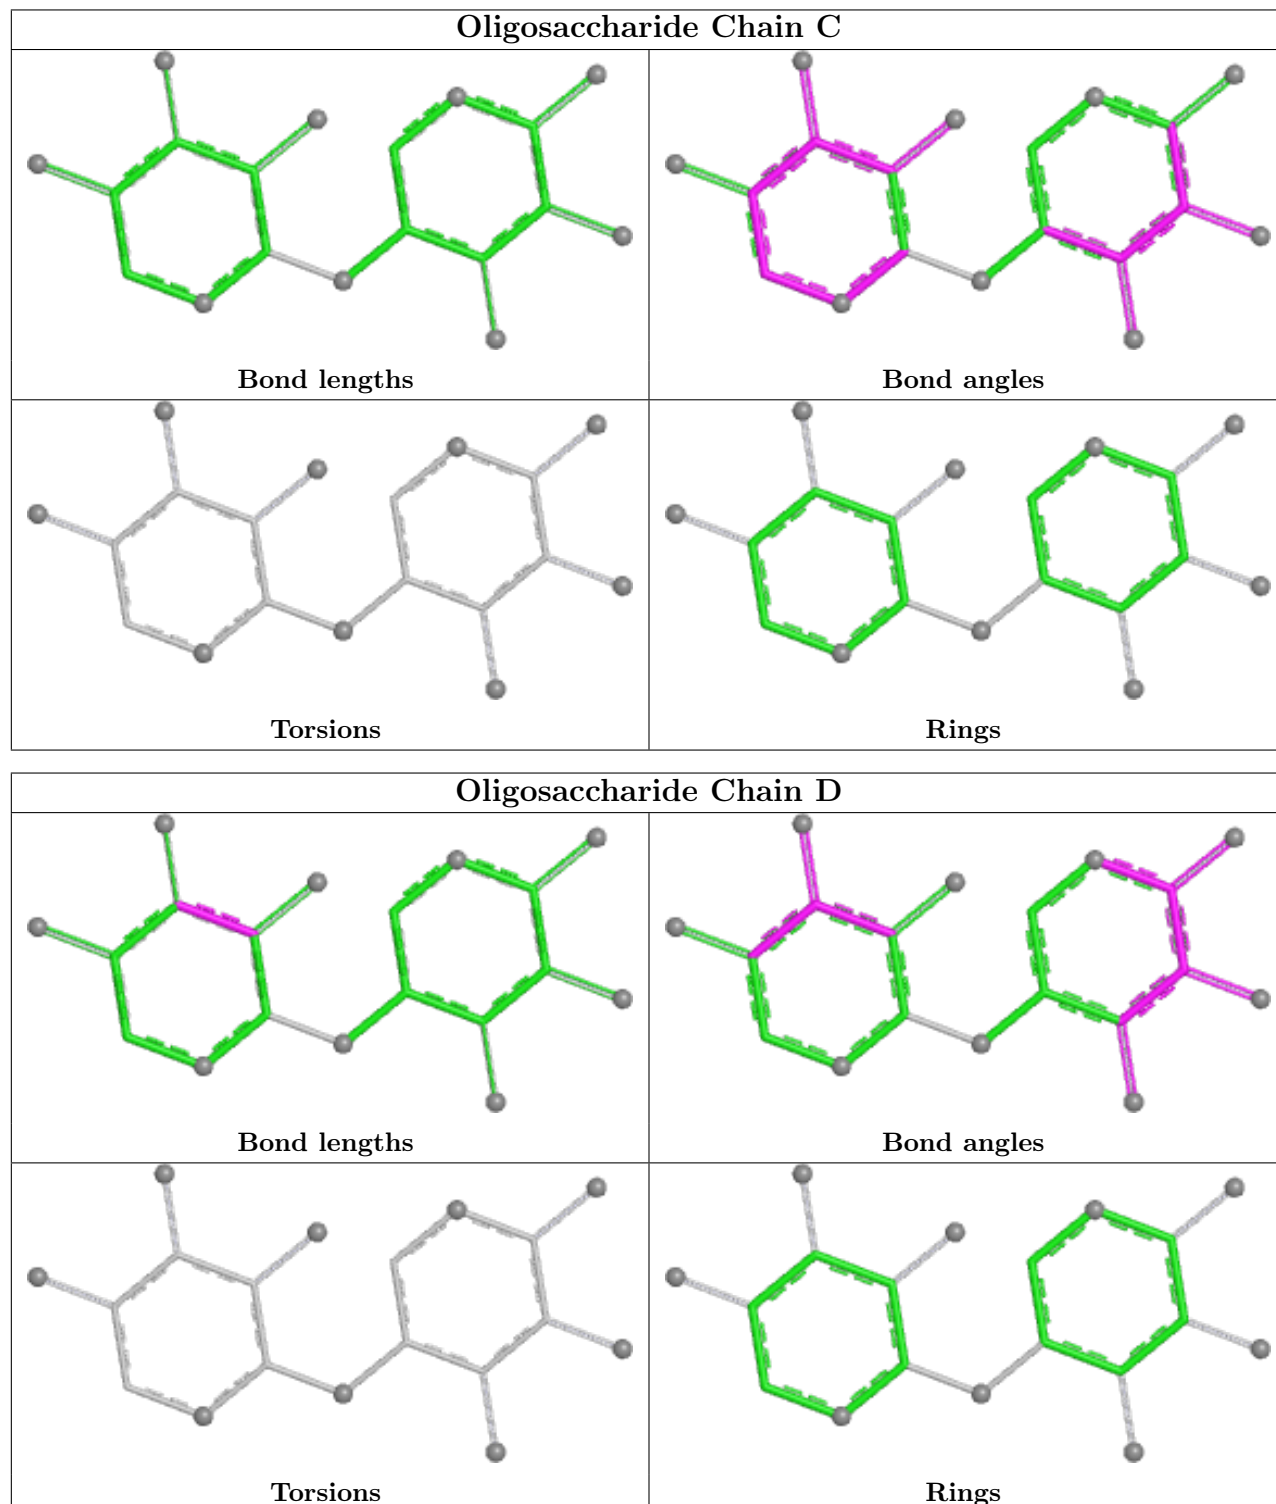 Oligosaccharide Chain C
Bond lengths
Bond angles
Torsions
Rings
Oligosaccharide Chain D
Bond lengths
Bond angles
Torsions
Rings